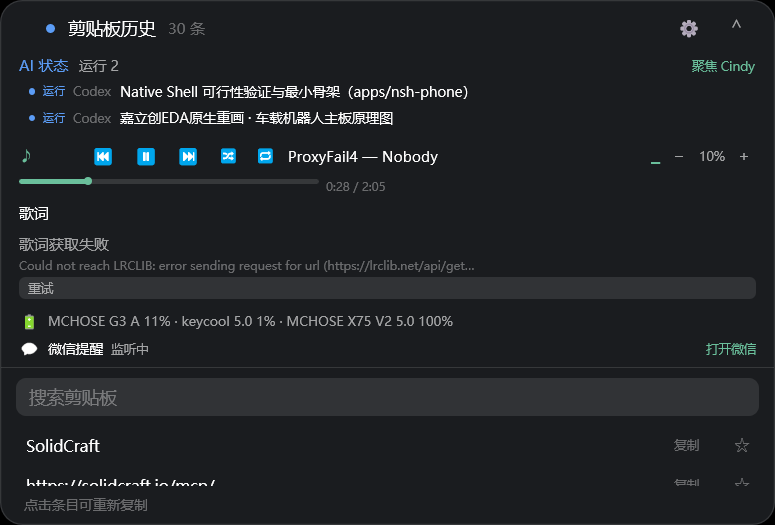 剪贴板历史 30 条
AI 状态 运行 2 聚焦 Cindy
运行 Codex Native Shell 可行性验证与最小骨架（apps/nsh-phone）
运行 Codex 嘉立创EDA原生重画 · 车载机器人主板原理图
ProxyFail4 — Nobody − 10% +
0:28 / 2:05
歌词
歌词获取失败
Could not reach LRCLIB: error sending request for url (https://lrclib.net/api/get...
重试
MCHOSE G3 A 11% · keycool 5.0 1% · MCHOSE X75 V2 5.0 100%
微信提醒 监听中 打开微信
搜索剪贴板
SolidCraft 复制
https://solidcraft.io/mcp/ 复制
点击条目可重新复制